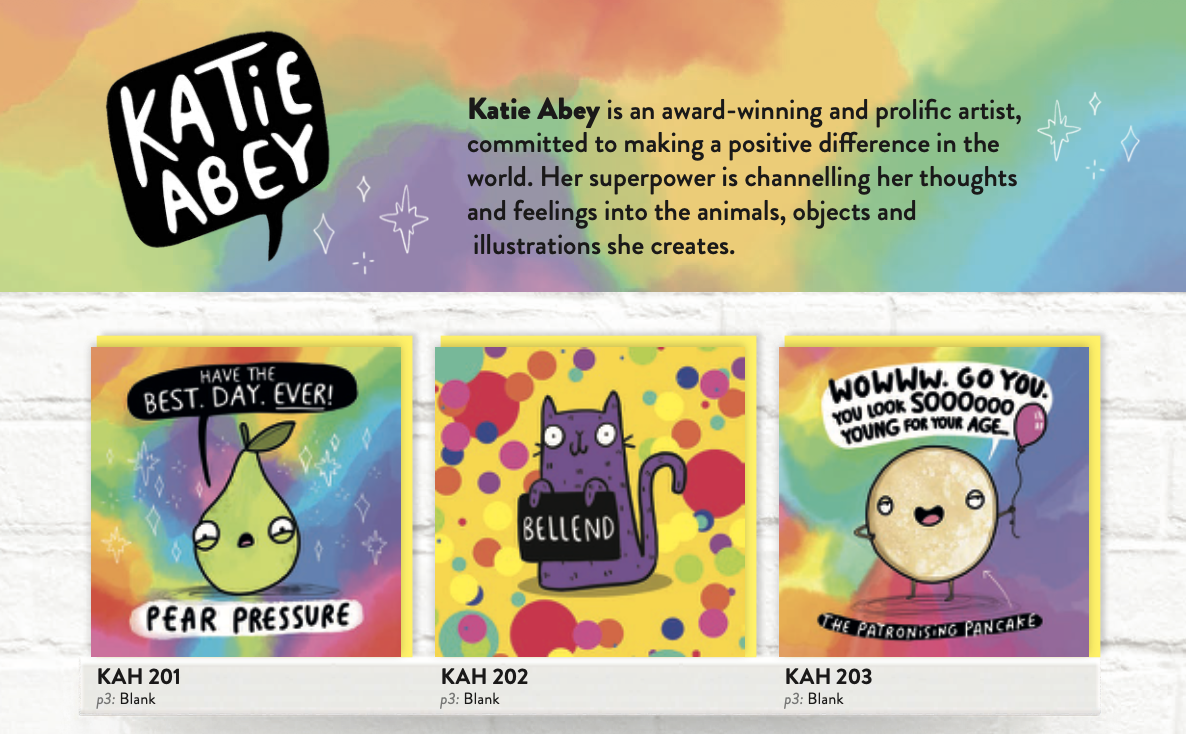 KATiE
ABEY
Katie Abey is an award-winning and prolific artist,
committed to making a positive difference in the
world. Her superpower is channelling her thoughts
and feelings into the animals, objects and
illustrations she creates.
HAVE THE
BEST. DAY. EVER!
PEAR PRESSURE
KAH 201
p3: Blank
BELLEND
KAH 202
p3: Blank
WOWWW. GO YOU.
YOU LOOK SOOOOOO
YOUNG FOR YOUR AGE...
THE PATRONISING PANCAKE
KAH 203
p3: Blank